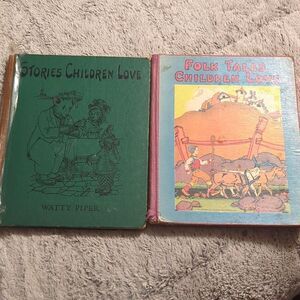 STORIES CHILDREN LOVE
WATTY PIPER
FOLK TALES
CHILDREN LOVE